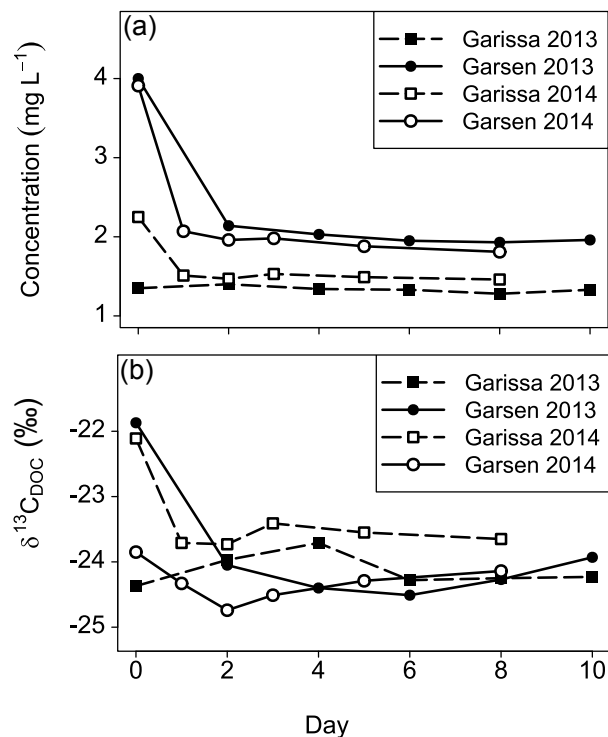 (a)
Garissa 2013
Garsen 2013
Garissa 2014
Garsen 2014
Concentration (mg L⁻¹)
4
3
2
1
(b)
Garissa 2013
Garsen 2013
Garissa 2014
Garsen 2014
δ ¹³C_DOC (‰)
-22
-23
-24
-25
0 2 4 6 8 10
Day